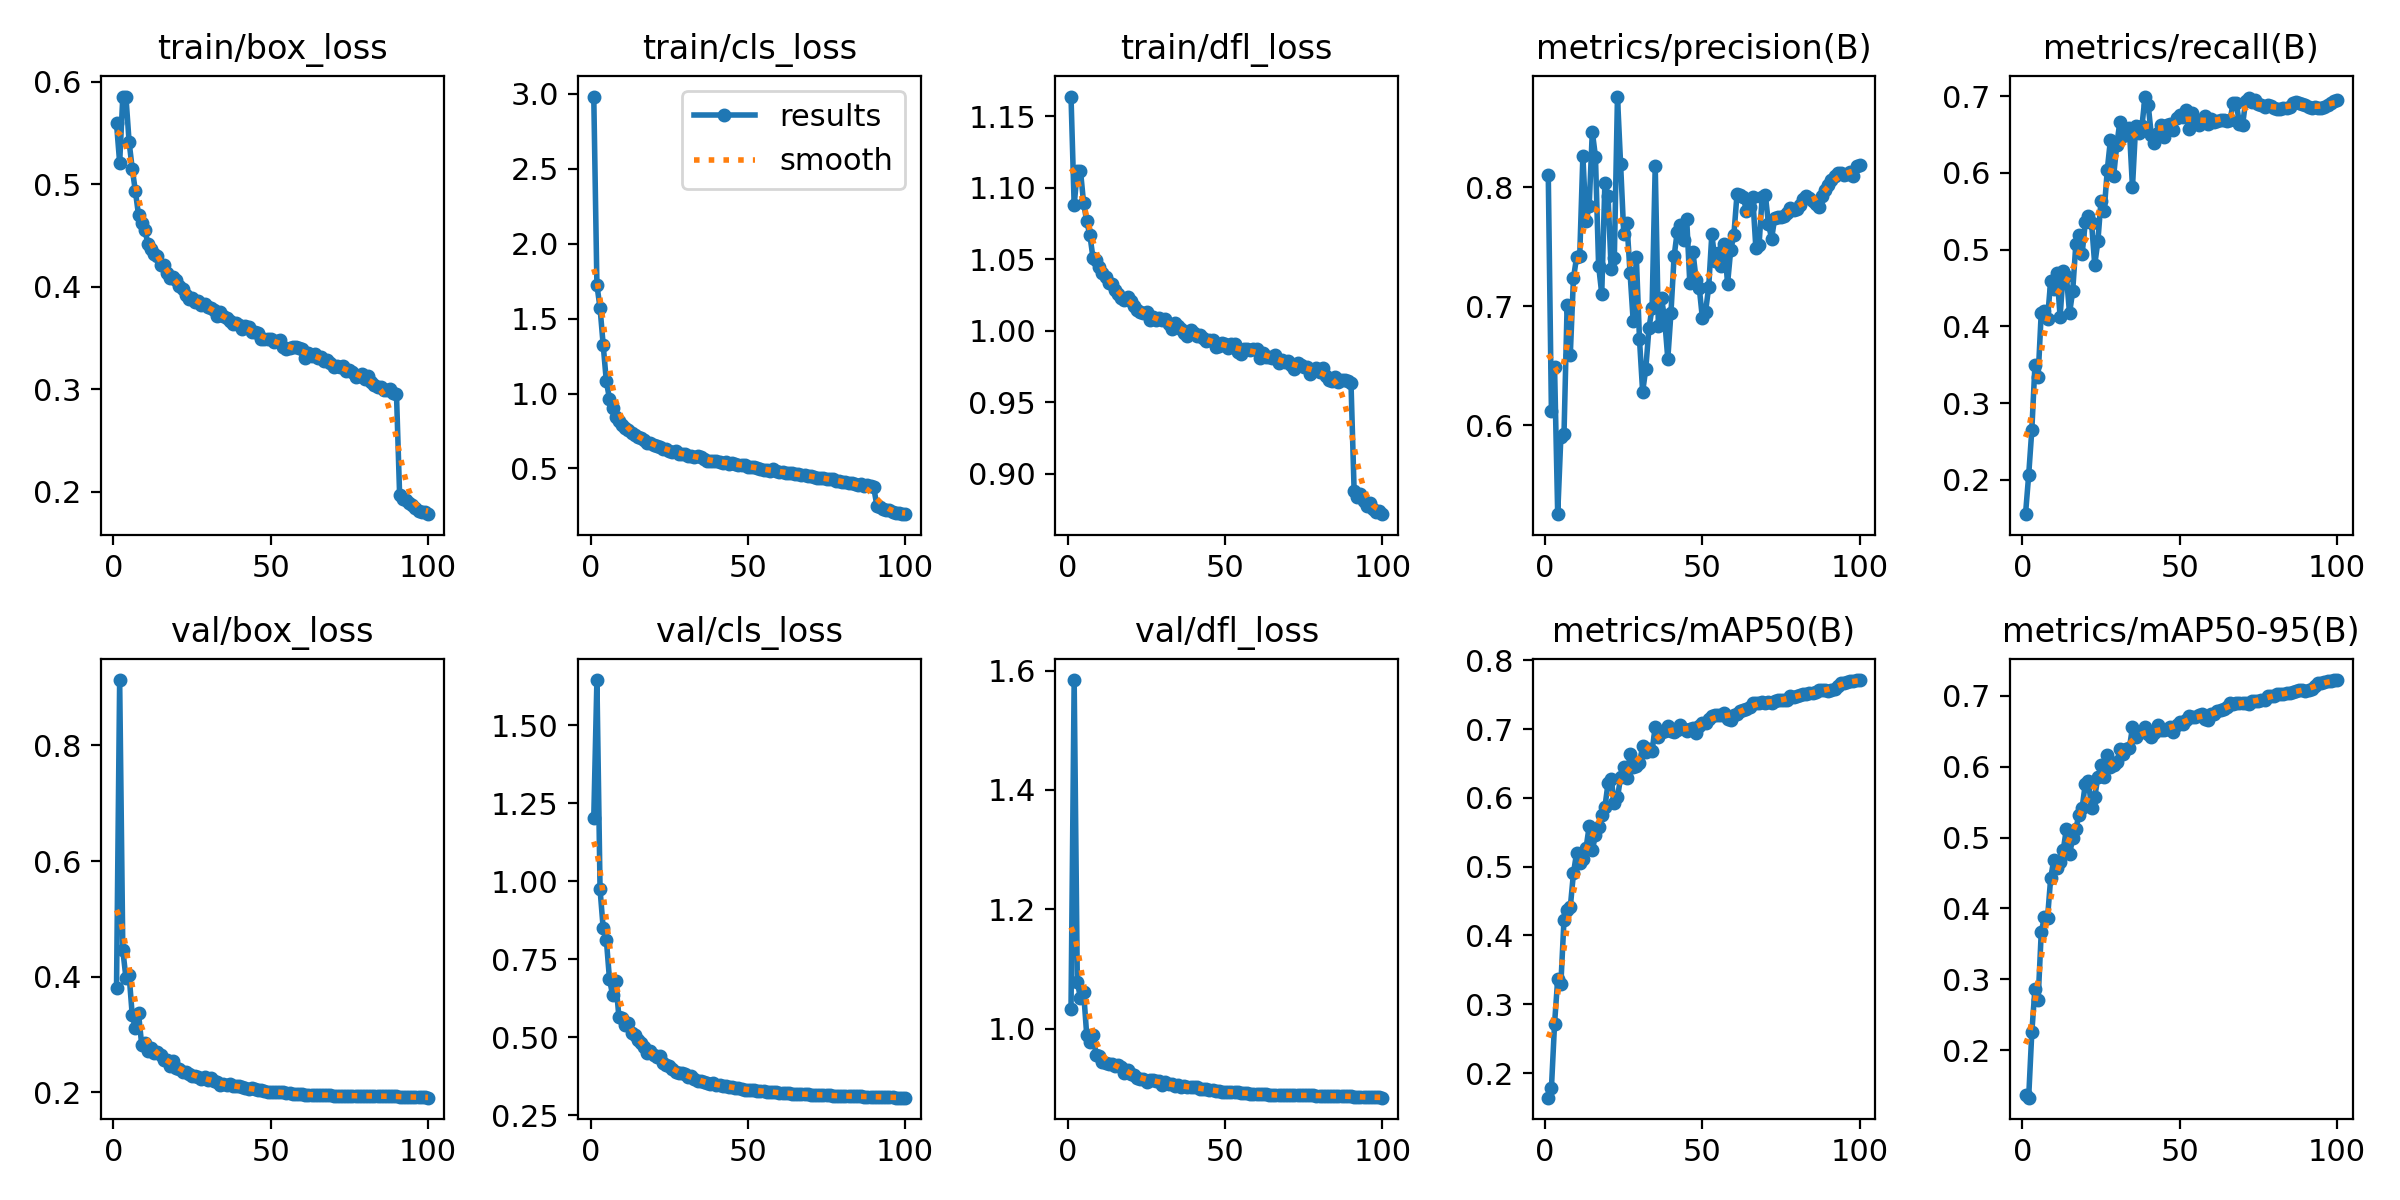 train/box_loss
0.6
0.5
0.4
0.3
0.2
0 50 100
train/cls_loss
results
smooth
3.0
2.5
2.0
1.5
1.0
0.5
0 50 100
train/dfl_loss
1.15
1.10
1.05
1.00
0.95
0.90
0 50 100
metrics/precision(B)
0.8
0.7
0.6
0 50 100
metrics/recall(B)
0.7
0.6
0.5
0.4
0.3
0.2
0 50 100
val/box_loss
0.8
0.6
0.4
0.2
0 50 100
val/cls_loss
1.50
1.25
1.00
0.75
0.50
0.25
0 50 100
val/dfl_loss
1.6
1.4
1.2
1.0
0 50 100
metrics/mAP50(B)
0.8
0.7
0.6
0.5
0.4
0.3
0.2
0 50 100
metrics/mAP50-95(B)
0.7
0.6
0.5
0.4
0.3
0.2
0 50 100